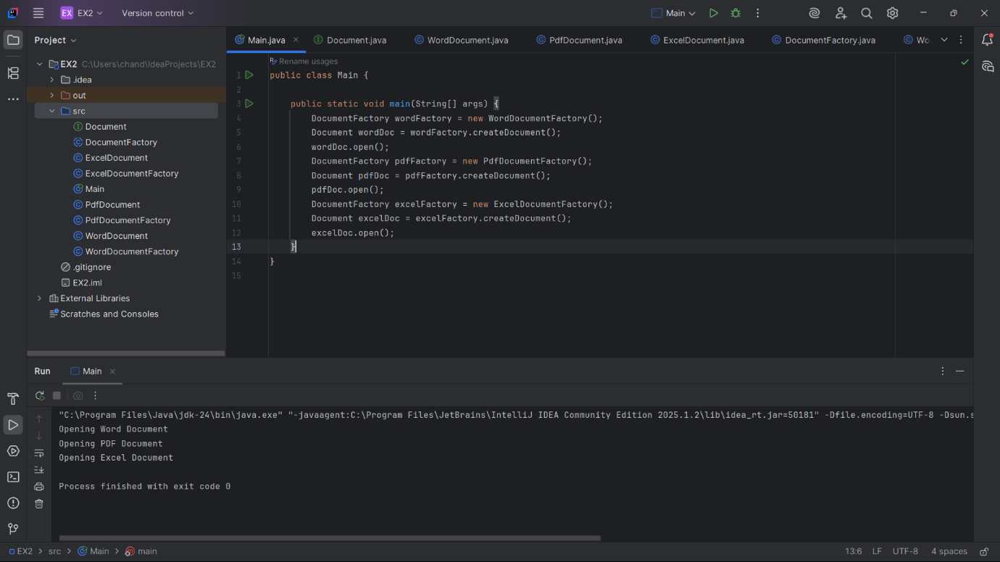 EX EX2 Version control Main
Project
Main.java Document.java WordDocument.java PdfDocument.java ExcelDocument.java DocumentFactory.java Wo
EX2 C:\Users\chand\IdeaProjects\EX2
.idea
out
src
Document
DocumentFactory
ExcelDocument
ExcelDocumentFactory
Main
PdfDocument
PdfDocumentFactory
WordDocument
WordDocumentFactory
.gitignore
EX2.iml
External Libraries
Scratches and Consoles
Rename usages
1 public class Main {
2
3 public static void main(String[] args) {
4 DocumentFactory wordFactory = new WordDocumentFactory();
5 Document wordDoc = wordFactory.createDocument();
6 wordDoc.open();
7 DocumentFactory pdfFactory = new PdfDocumentFactory();
8 Document pdfDoc = pdfFactory.createDocument();
9 pdfDoc.open();
10 DocumentFactory excelFactory = new ExcelDocumentFactory();
11 Document excelDoc = excelFactory.createDocument();
12 excelDoc.open();
13 }
14 }
15
Run Main
"C:\Program Files\Java\jdk-24\bin\java.exe" "-javaagent:C:\Program Files\JetBrains\IntelliJ IDEA Community Edition 2025.1.2\lib\idea_rt.jar=50181" -Dfile.encoding=UTF-8 -Dsun.s
Opening Word Document
Opening PDF Document
Opening Excel Document
Process finished with exit code 0
EX2 > src > Main > main 13:6 LF UTF-8 4 spaces